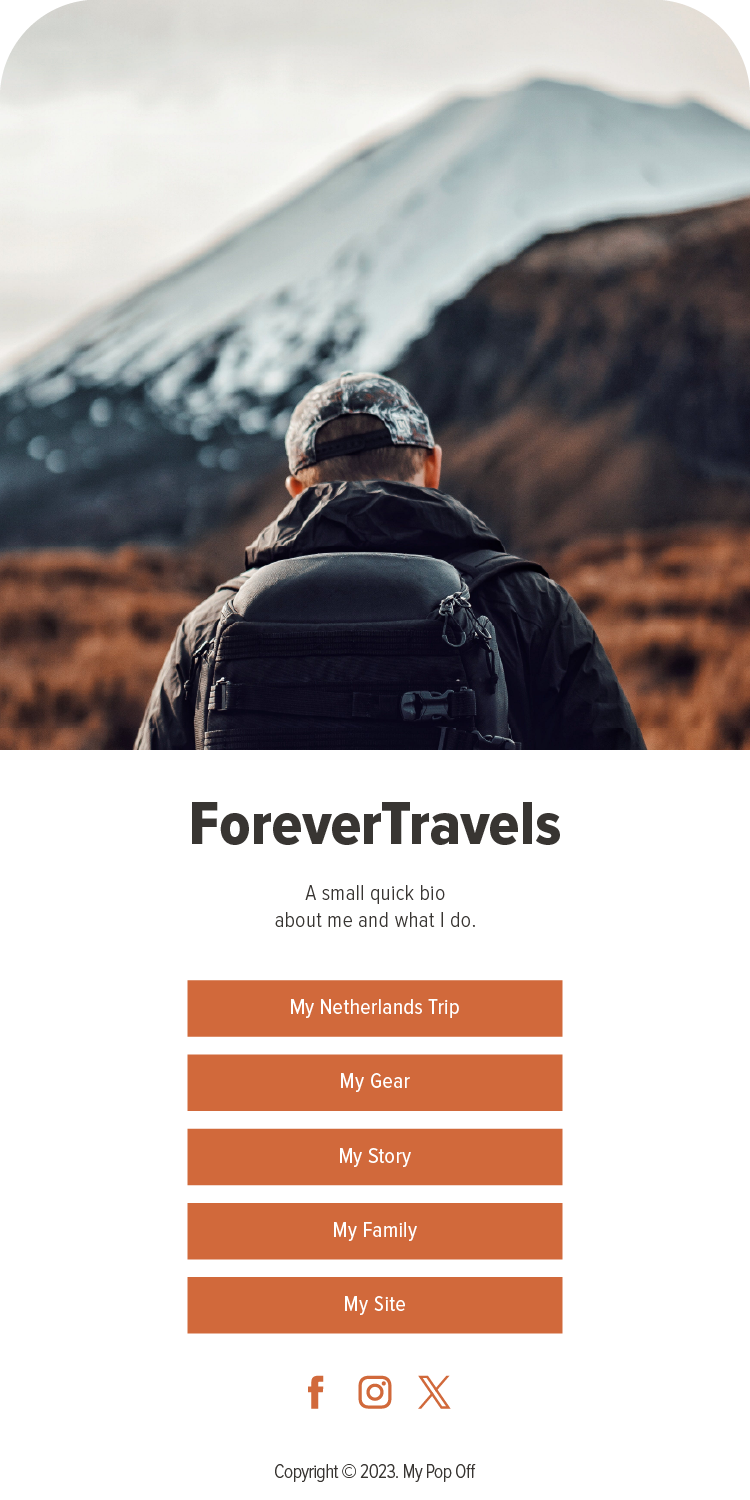 ForeverTravels
A small quick bio
about me and what I do.
My Netherlands Trip
My Gear
My Story
My Family
My Site
Copyright © 2023. My Pop Off